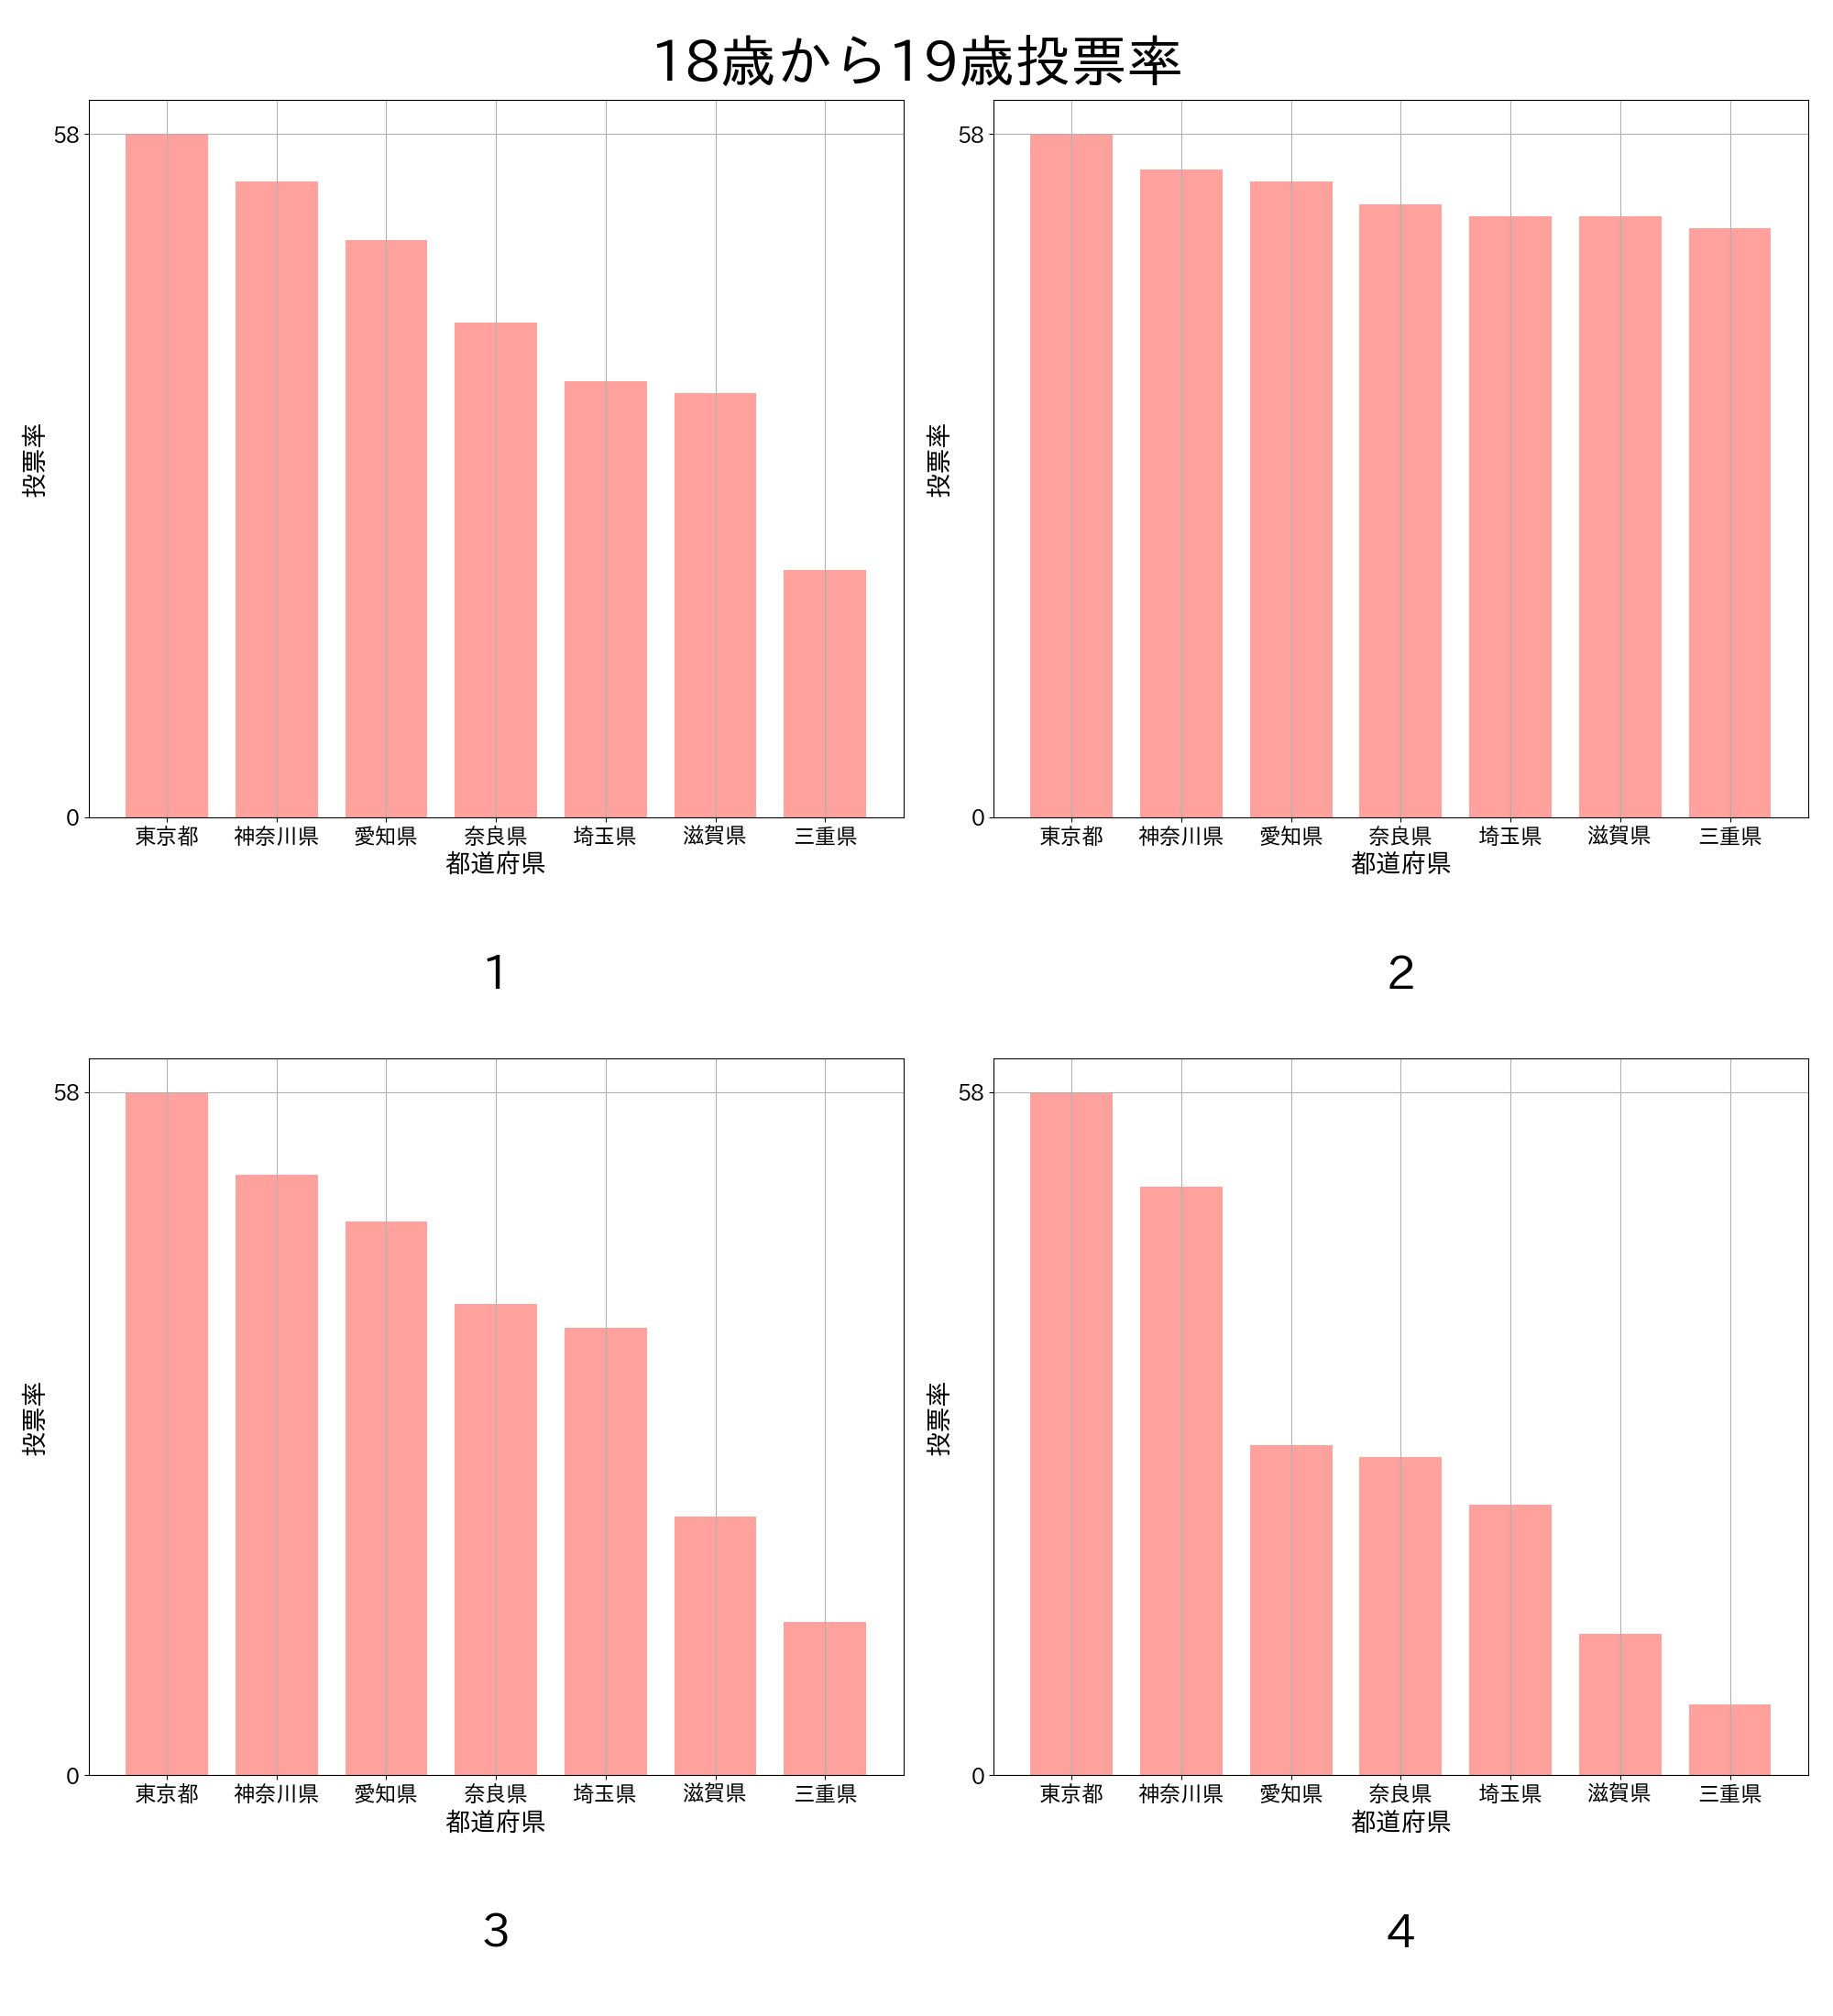 18歳から19歳投票率
58
0
投票率
東京都 神奈川県 愛知県 奈良県 埼玉県 滋賀県 三重県
都道府県
1
58
0
投票率
東京都 神奈川県 愛知県 奈良県 埼玉県 滋賀県 三重県
都道府県
2
58
0
投票率
東京都 神奈川県 愛知県 奈良県 埼玉県 滋賀県 三重県
都道府県
3
58
0
投票率
東京都 神奈川県 愛知県 奈良県 埼玉県 滋賀県 三重県
都道府県
4